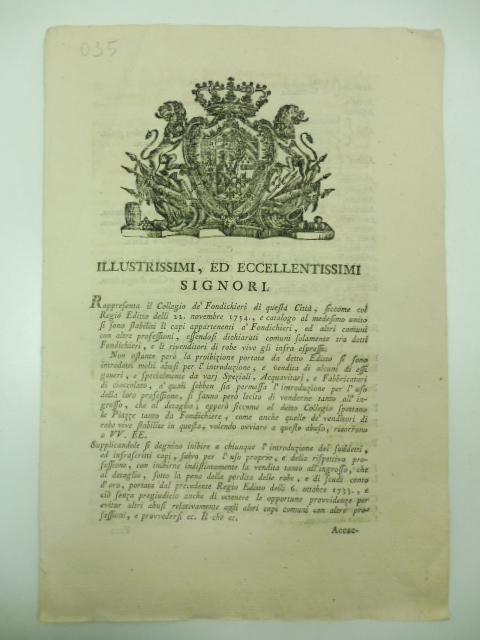 035
ILLUSTRISSIMI, ED ECCELLENTISSIMI
SIGNORI.
Rappresenta il Collegio de' Fondichieri di questa Città, siccome col
Regio Editto delli 22. novembre 1734., e catalogo al medesimo unito
si sono stabiliti li capi appartenenti a' Fondichieri, ed altri comuni
con altre professioni, essendosi dichiarati comuni solamente tra detti
Fondichieri, e li rivenditori di robe vive gli infra espressi.
Non ostante però la proibizione portata da detto Editto si sono
introdotti molti abusi per l'introduzione, e vendita di alcuni di essi
generi, e specialmente da varj Speziali, Acquavitari, e Fabbricatori
di cioccolato, a' quali sebben sia permessa l'introduzione per l'uso
della loro professione, si fanno però lecito di venderne tanto all'in-
grosso, che al dettaglio, epperò siccome al detto Collegio spettano
le Piazze tanto da Fondichiere, come anche quelle de' venditori di
robe vive stabilite in questa, volendo ovviare a questo abuso, ricorrono
a VV. EE.
Supplicandole si degnino inibire a chiunque l'introduzione dei suddetti,
ed infrascritti capi, salvo per l'uso proprio, e della rispettiva pro-
fessione, con inibirne indistintamente la vendita tanto all'ingrosso, che
al dettaglio, sotto la pena della perdita delle robe, e di scudi cento
d'oro, portata dal precedente Regio Editto delli 6. ottobre 1733., e
ciò senza pregiudicio anche di ottenere le opportune provvidenze per
evitar altri abusi relativamente agli altri capi comuni con altre pro-
fessioni, e provvedersi ec. Il che ec.
Accac-